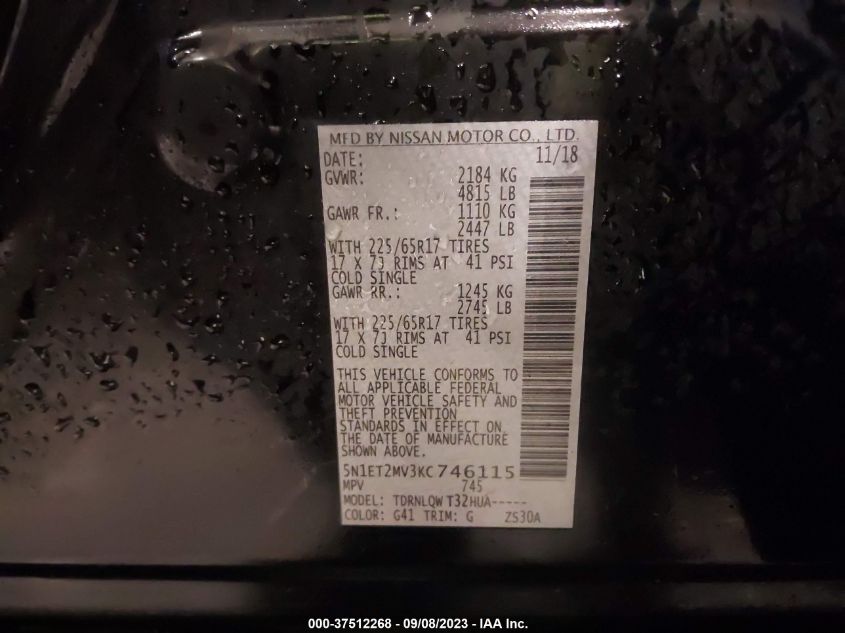 MFD BY NISSAN MOTOR CO., LTD.
DATE: 11/18
GVWR: 2184 KG
4815 LB
GAWR FR.: 1110 KG
2447 LB
WITH 225/65R17 TIRES
17 X 7J RIMS AT 41 PSI
COLD SINGLE
GAWR RR.: 1245 KG
2745 LB
WITH 225/65R17 TIRES
17 X 7J RIMS AT 41 PSI
COLD SINGLE
THIS VEHICLE CONFORMS TO
ALL APPLICABLE FEDERAL
MOTOR VEHICLE SAFETY AND
THEFT PREVENTION
STANDARDS IN EFFECT ON
THE DATE OF MANUFACTURE
SHOWN ABOVE.
5N1ET2MV3KC746115
MPV 745
MODEL: TDRNLQW T32HUA-----
COLOR: G41 TRIM: G ZS30A
000-37512268 - 09/08/2023 - IAA Inc.